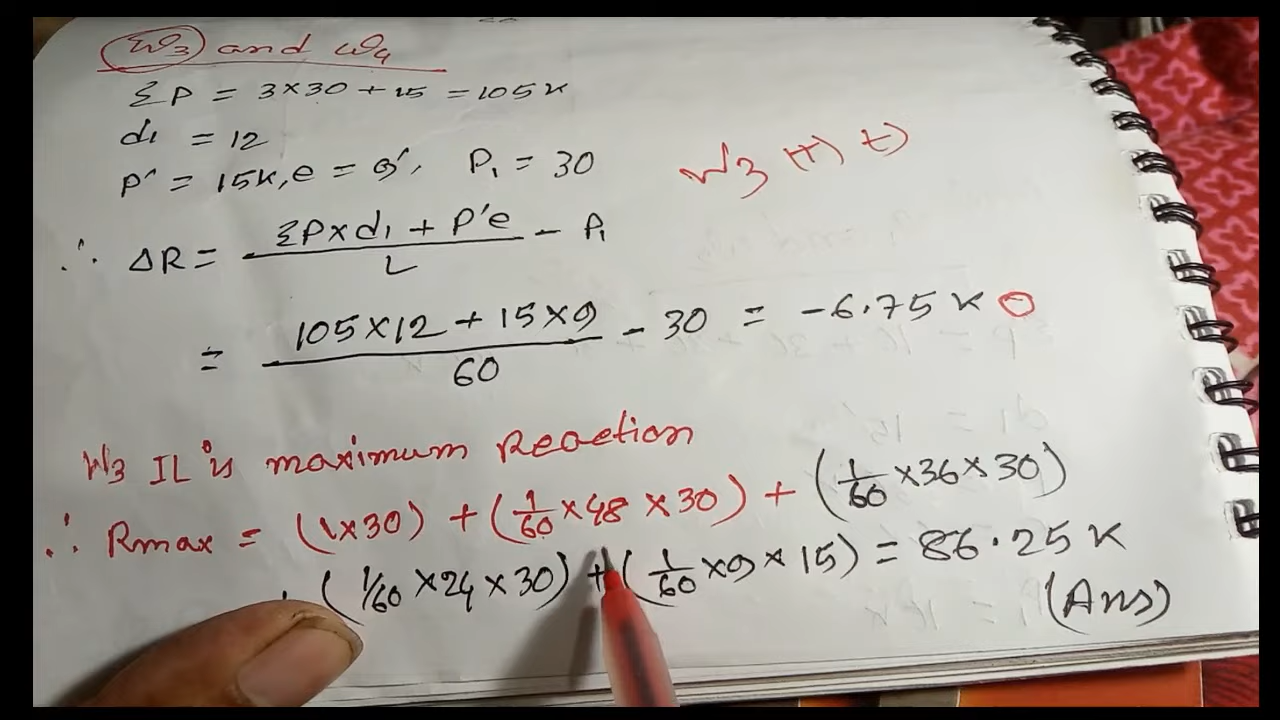 W3 and W4
ΣP = 3×30+15 = 105K
d1 = 12
P' = 15K, e = 9', P1 = 30
W3 (+) (-)
∴ ΔR = (ΣP×d1 + P'e)/L - P1
= (105×12 + 15×9)/60 - 30 = -6.75 K
W3 IL is maximum Reaction
∴ Rmax = (1×30) + (1/60 ×48 ×30) + (1/60 ×36×30)
(1/60 ×24×30) + (1/60 ×9×15) = 86.25 K
(Ans)